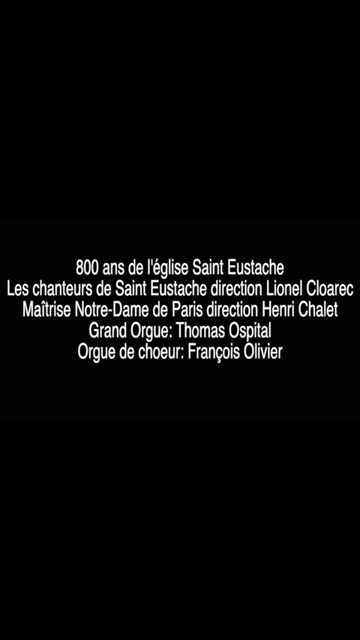 800 ans de l'église Saint Eustache
Les chanteurs de Saint Eustache direction Lionel Cloarec
Maîtrise Notre-Dame de Paris direction Henri Chalet
Grand Orgue: Thomas Ospital
Orgue de choeur: François Olivier